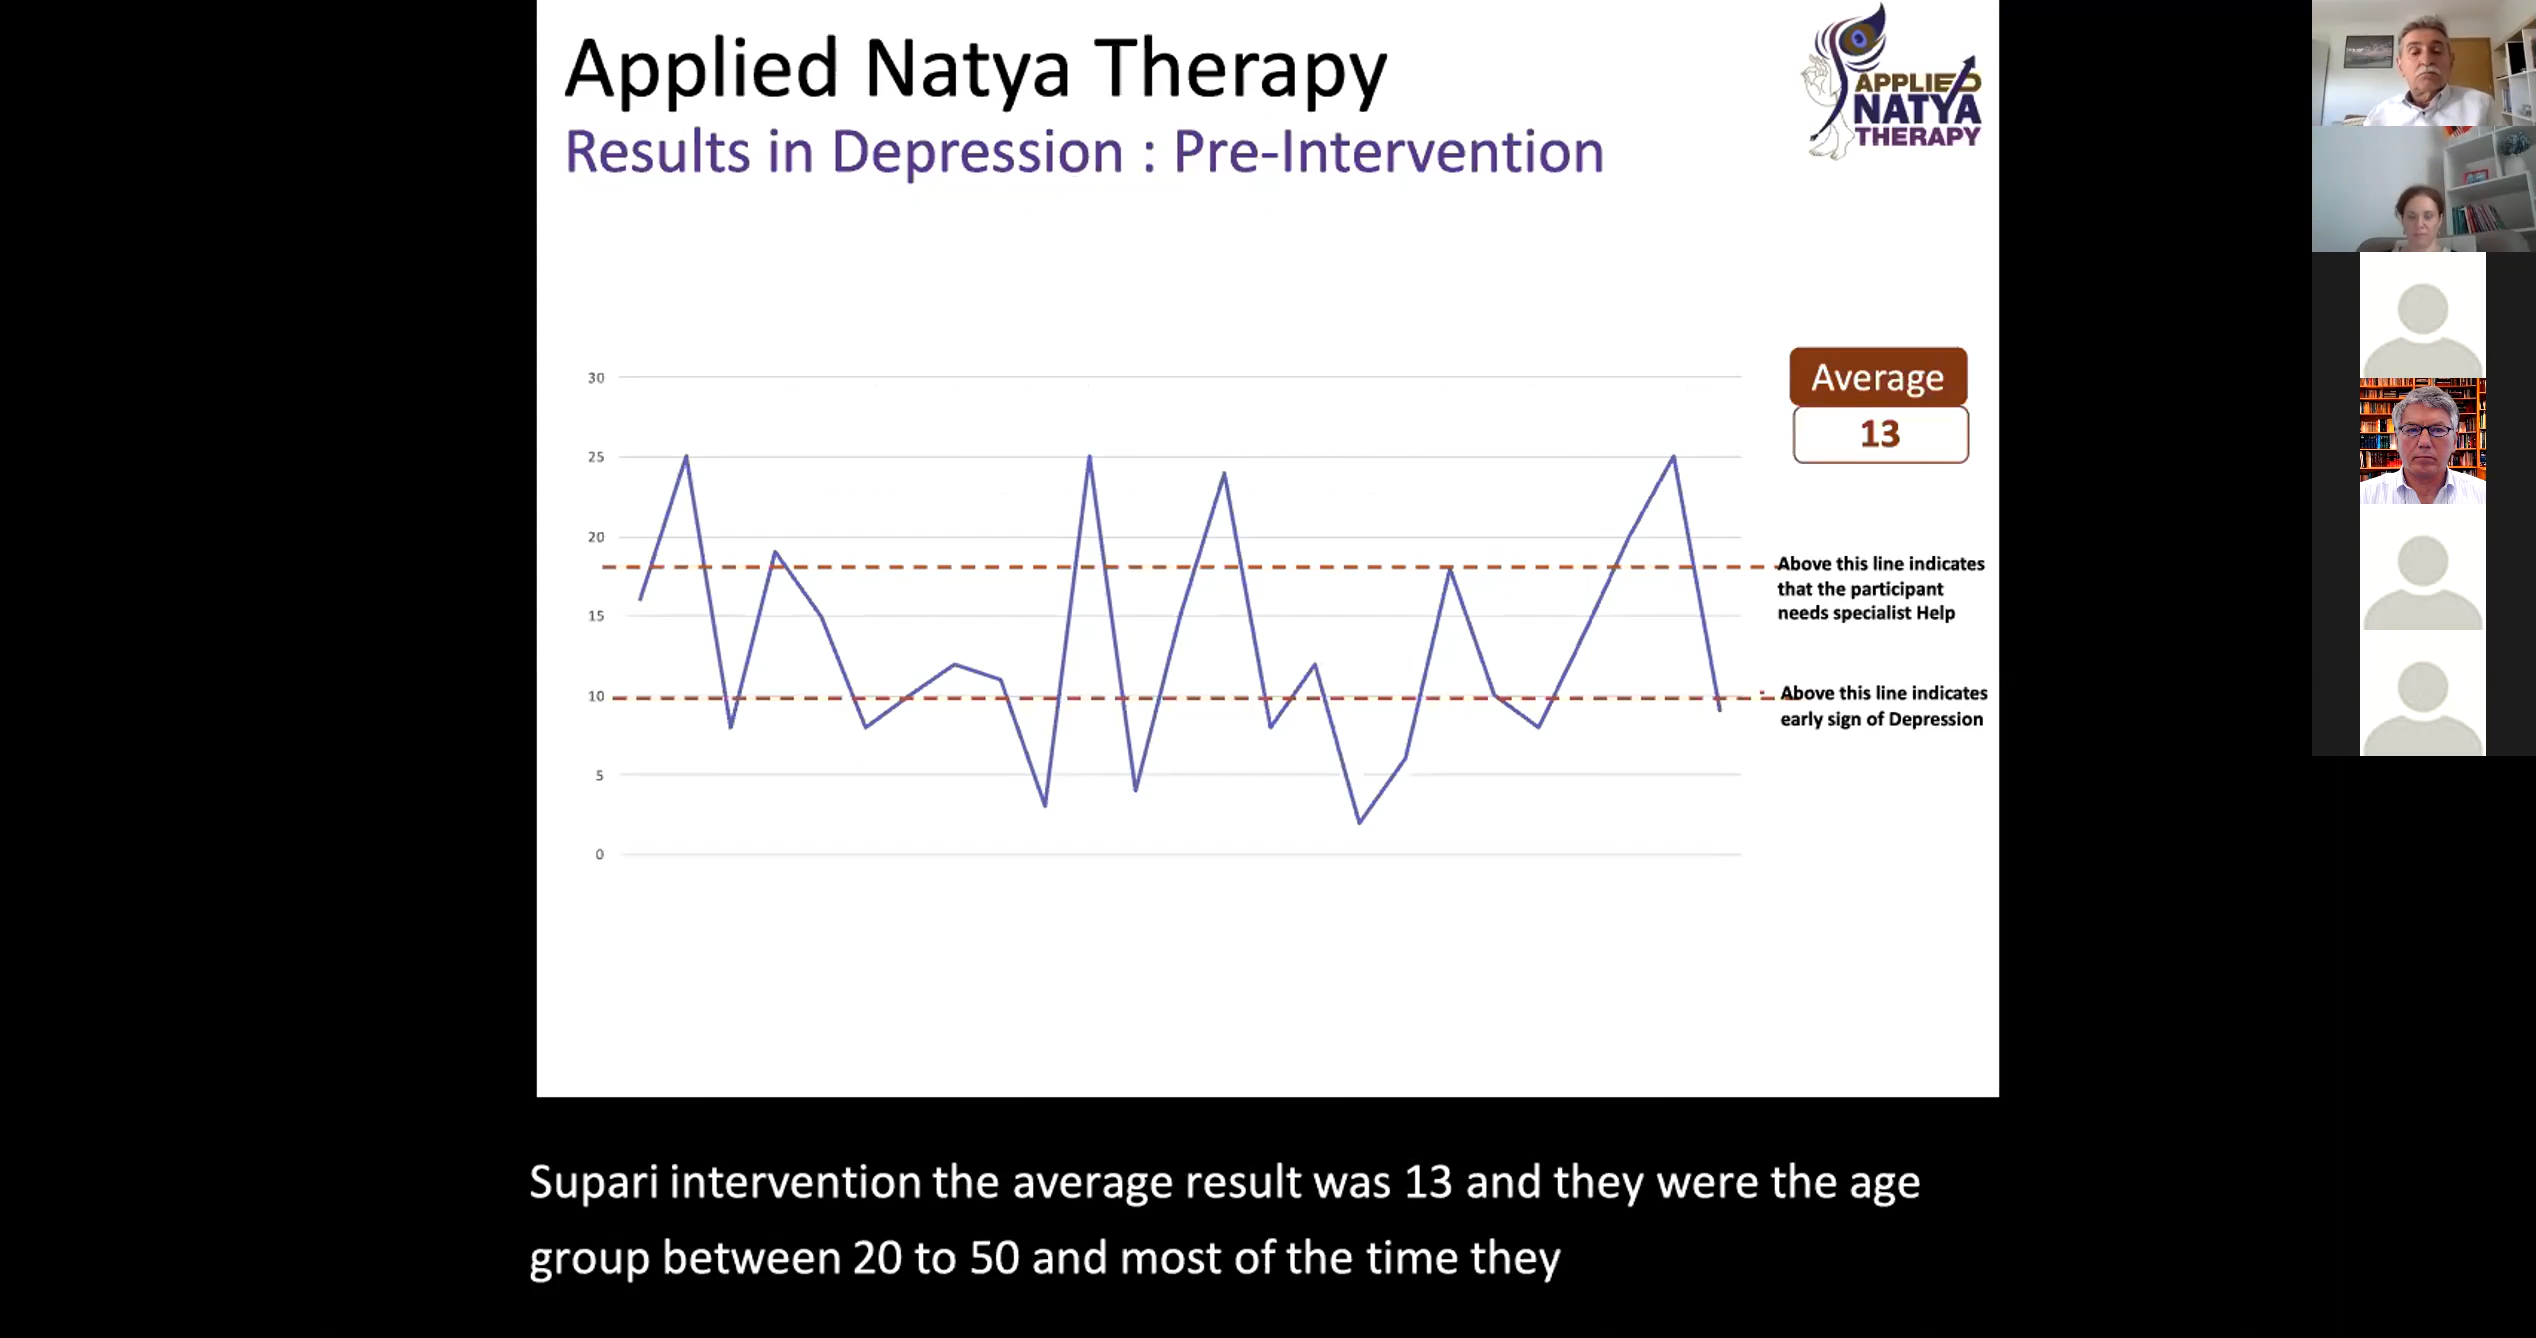 Applied Natya Therapy
Results in Depression : Pre-Intervention
APPLIED
NATYA
THERAPY
Average
13
30
25
20
15
10
5
0
Above this line indicates
that the participant
needs specialist Help
Above this line indicates
early sign of Depression
Supari intervention the average result was 13 and they were the age
group between 20 to 50 and most of the time they